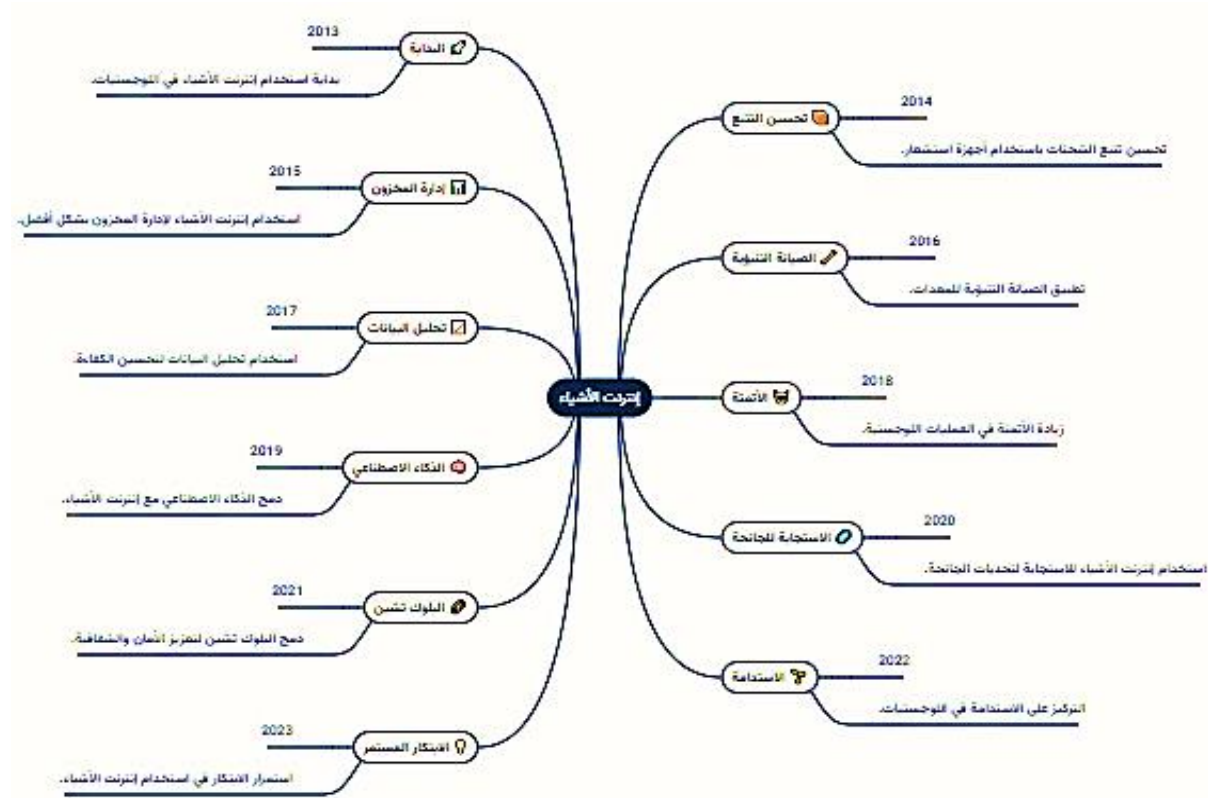 إنترنت الأشياء
البداية
2013
بداية استخدام إنترنت الأشياء في اللوجستيات.
تحسين التتبع
2014
تحسين تتبع الشحنات باستخدام أجهزة استشعار.
إدارة المخزون
2015
استخدام إنترنت الأشياء لإدارة المخزون بشكل أفضل.
الصيانة التنبؤية
2016
تطبيق الصيانة التنبؤية للمعدات.
تحليل البيانات
2017
استخدام تحليل البيانات لتحسين الكفاءة.
الأتمتة
2018
زيادة الأتمتة في العمليات اللوجستية.
الذكاء الاصطناعي
2019
دمج الذكاء الاصطناعي مع إنترنت الأشياء.
الاستجابة للجائحة
2020
استخدام إنترنت الأشياء للاستجابة لتحديات الجائحة.
البلوك تشين
2021
دمج البلوك تشين لتعزيز الأمان والشفافية.
الاستدامة
2022
التركيز على الاستدامة في اللوجستيات.
الابتكار المستمر
2023
استمرار الابتكار في استخدام إنترنت الأشياء.